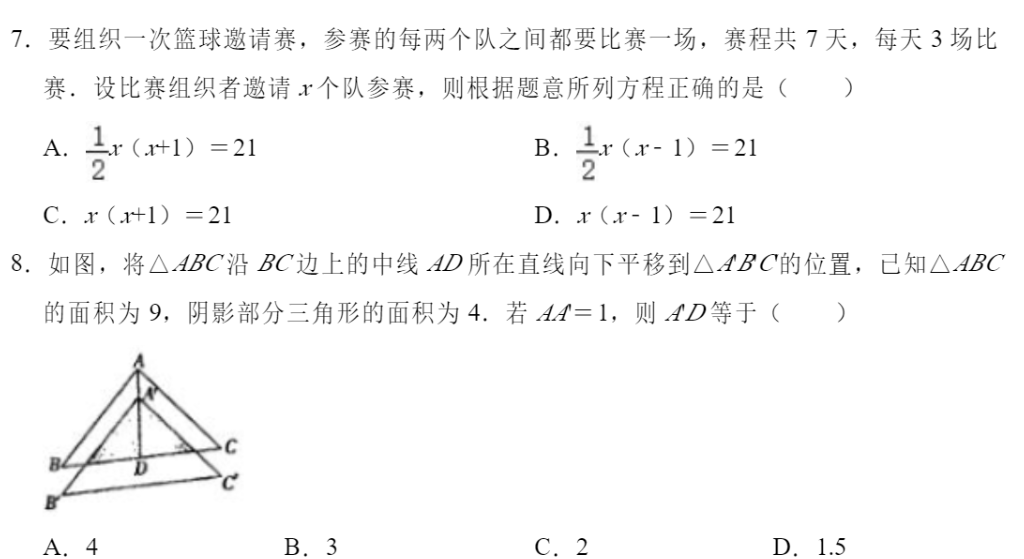 7．要组织一次篮球邀请赛，参赛的每两个队之间都要比赛一场，赛程共 7 天，每天 3 场比
赛．设比赛组织者邀请 x 个队参赛，则根据题意所列方程正确的是（　　）
A．1/2x（x+1）＝21　B．1/2x（x- 1）＝21
C．x（x+1）＝21　D．x（x- 1）＝21
8．如图，将△ABC 沿 BC 边上的中线 AD 所在直线向下平移到△A'B'C'的位置，已知△ABC
的面积为 9，阴影部分三角形的面积为 4．若 AA'＝1，则 A'D 等于（　　）
A
A'
B
D
C
B'
C'
A．4　B．3　C．2　D．1.5